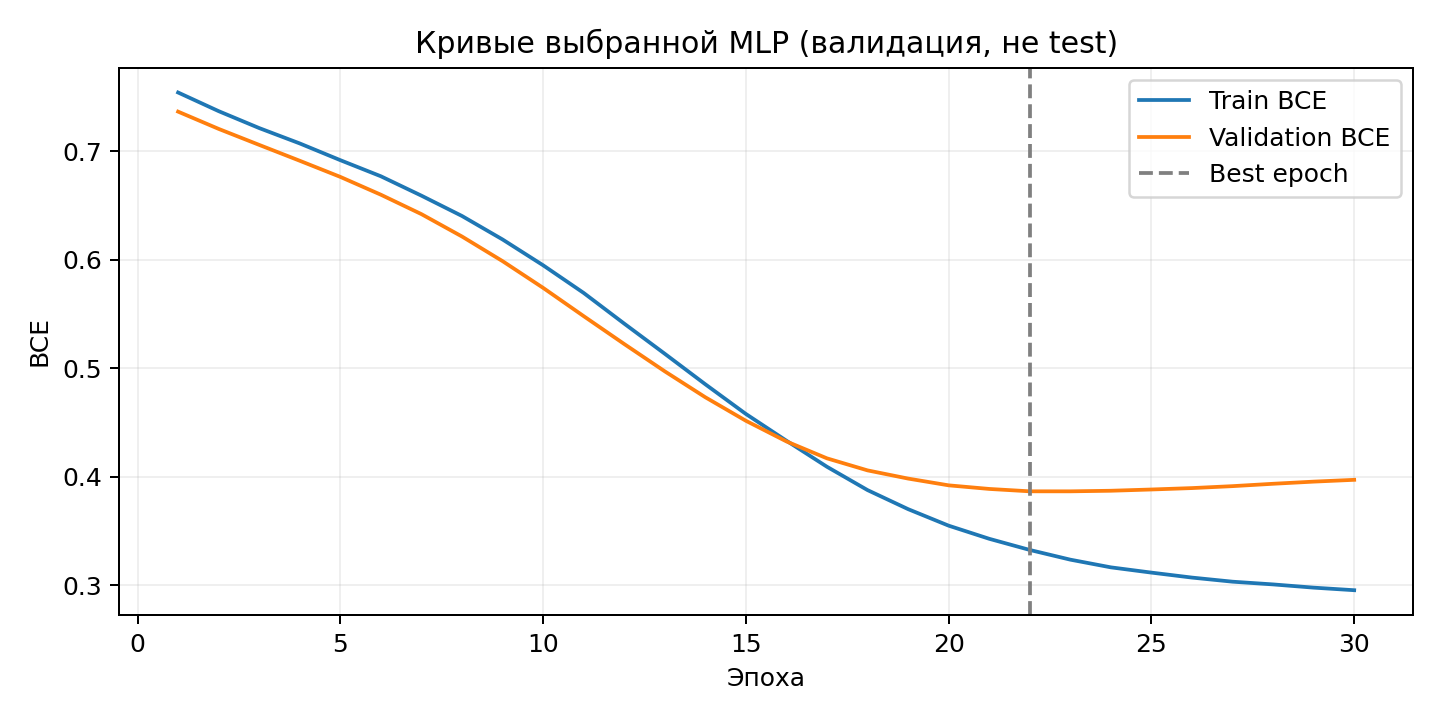 Кривые выбранной MLP (валидация, не test)
Train BCE
Validation BCE
Best epoch
BCE
0.7
0.6
0.5
0.4
0.3
0
5
10
15
20
25
30
Эпоха